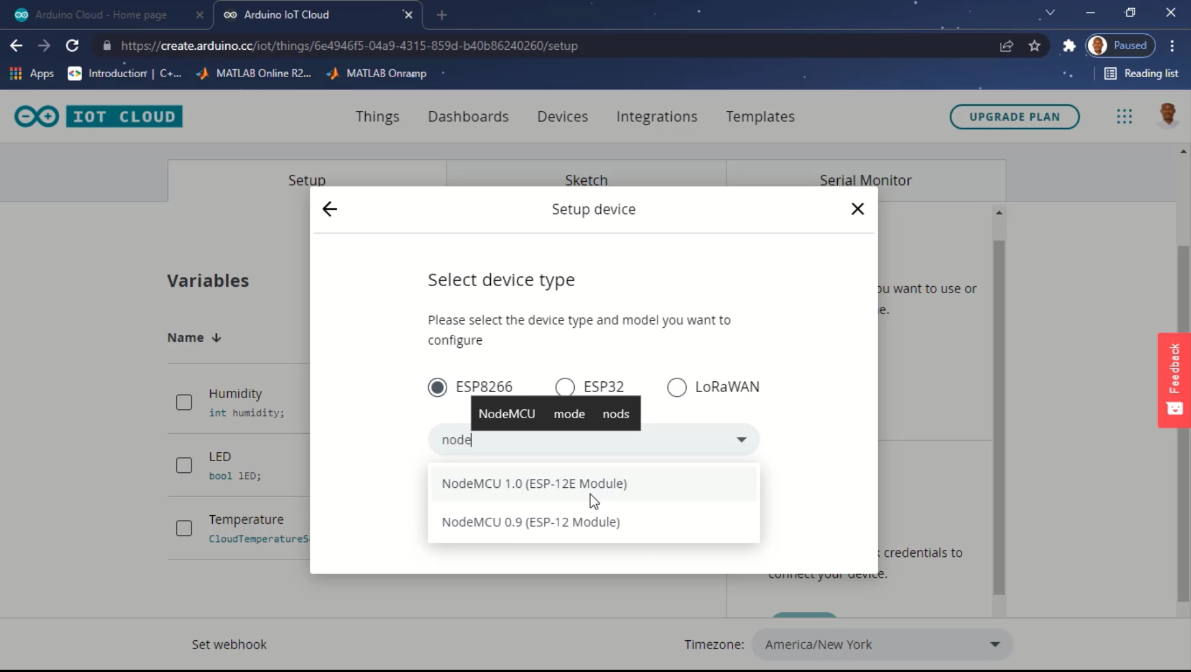 Arduino Cloud - Home page
Arduino IoT Cloud
https://create.arduino.cc/iot/things/6e4946f5-04a9-4315-859d-b40b86240260/setup
Paused
Apps
Introduction | C+...
MATLAB Online R2...
MATLAB Onramp
Reading list
IOT CLOUD
Things
Dashboards
Devices
Integrations
Templates
UPGRADE PLAN
Setup
Sketch
Serial Monitor
Setup device
Select device type
Please select the device type and model you want to
configure
ESP8266
ESP32
LoRaWAN
NodeMCU mode nods
node
NodeMCU 1.0 (ESP-12E Module)
NodeMCU 0.9 (ESP-12 Module)
Variables
Name
Humidity
int humidity;
LED
bool lED;
Temperature
CloudTemperatureS
ou want to use or
e.
k credentials to
connect your device.
Feedback
Set webhook
Timezone:
America/New York